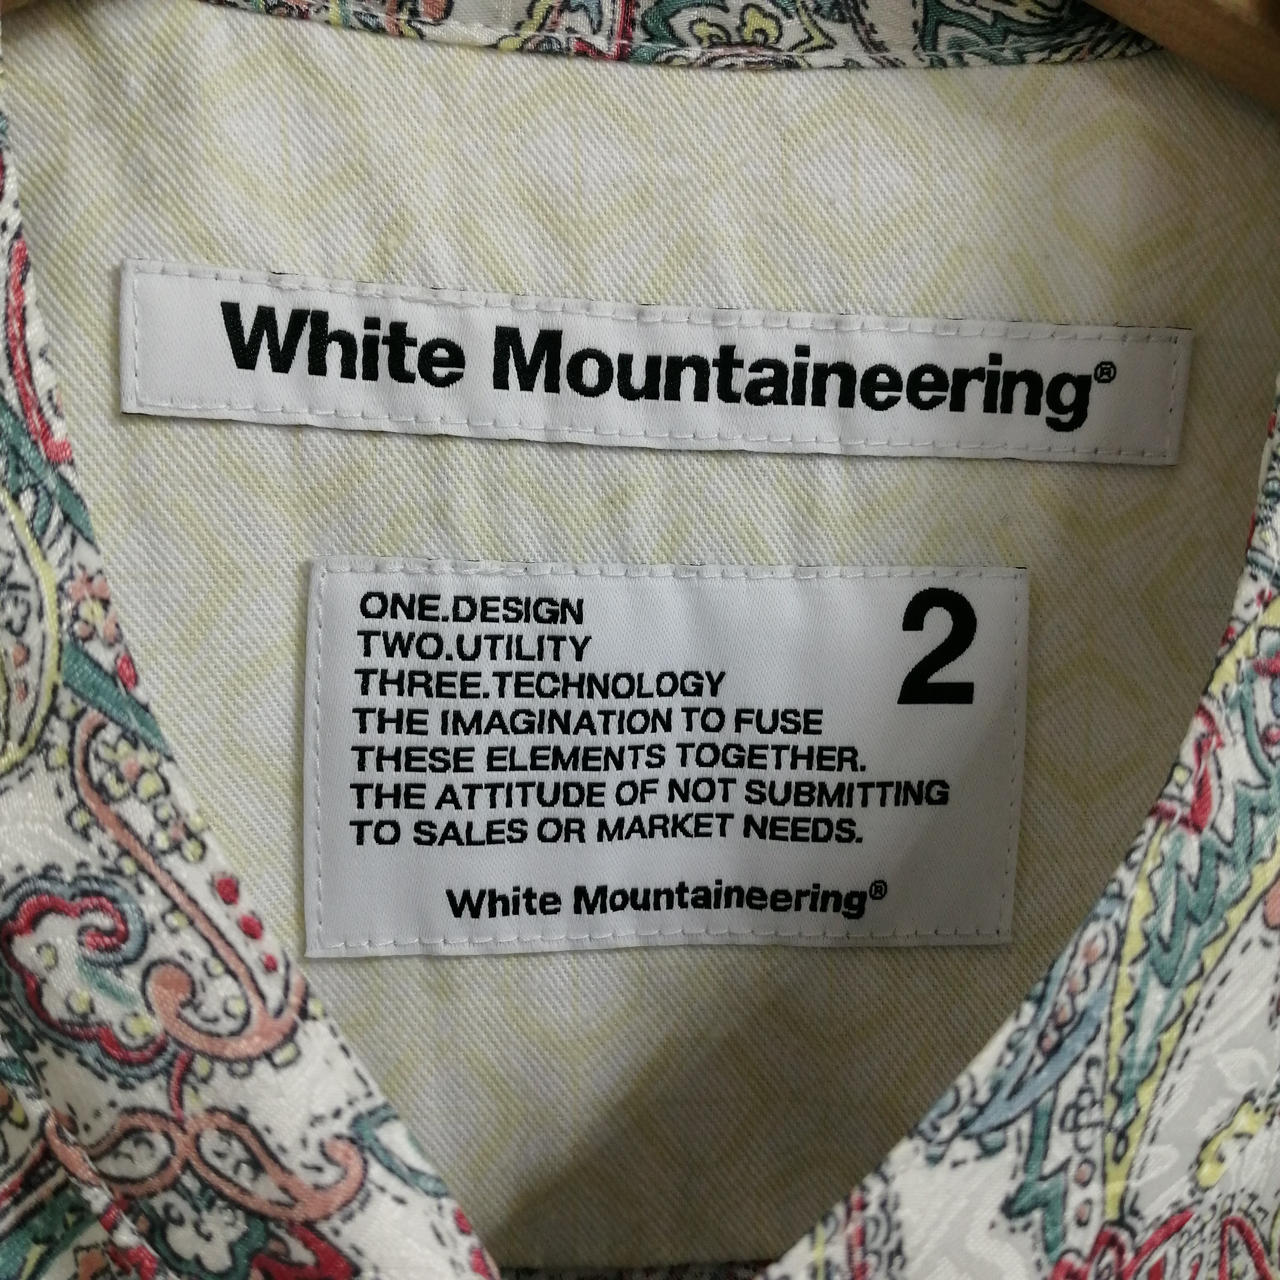 White Mountaineering®
ONE.DESIGN
2
TWO.UTILITY
THREE.TECHNOLOGY
THE IMAGINATION TO FUSE
THESE ELEMENTS TOGETHER.
THE ATTITUDE OF NOT SUBMITTING
TO SALES OR MARKET NEEDS.
White Mountaineering®